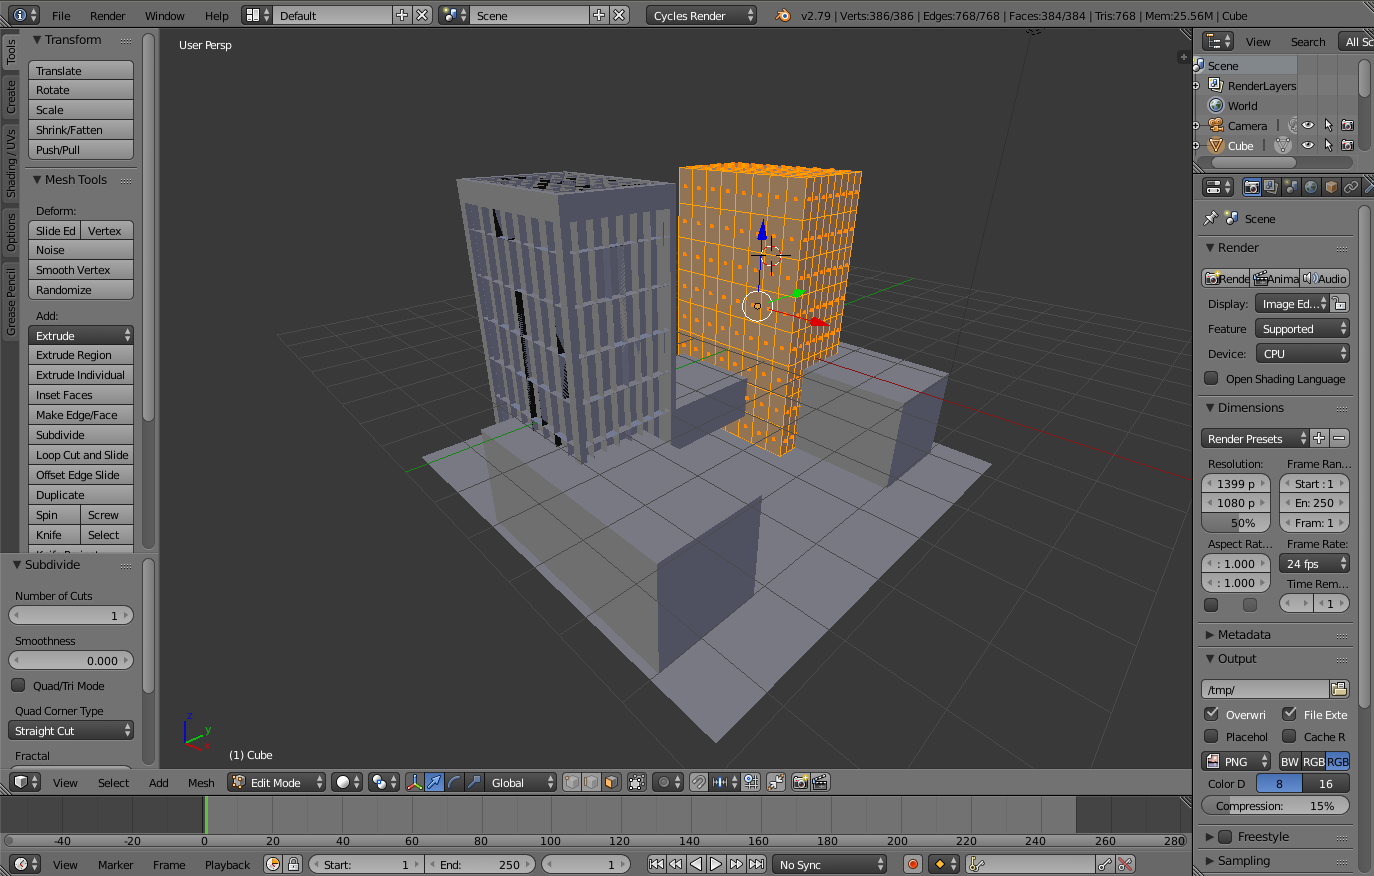 File Render Window Help Default Scene Cycles Render v2.79 | Verts:386/386 | Edges:768/768 | Faces:384/384 | Tris:768 | Mem:25.56M | Cube
Tools
Create
Shading / UVs
Options
Grease Pencil
Transform
Translate
Rotate
Scale
Shrink/Fatten
Push/Pull
Mesh Tools
Deform:
Slide Ed Vertex
Noise
Smooth Vertex
Randomize
Add:
Extrude
Extrude Region
Extrude Individual
Inset Faces
Make Edge/Face
Subdivide
Loop Cut and Slide
Offset Edge Slide
Duplicate
Spin Screw
Knife Select
Subdivide
Number of Cuts
1
Smoothness
0.000
Quad/Tri Mode
Quad Corner Type
Straight Cut
Fractal
User Persp
z
y
x
(1) Cube
View Select Add Mesh Edit Mode Global
-40 -20 0 20 40 60 80 100 120 140 160 180 200 220 240 260 280
View Marker Frame Playback Start: 1 End: 250 1 No Sync
View Search All Sc
Scene
RenderLayers
World
Camera
Cube
Scene
Render
Rende Anima Audio
Display: Image Ed...
Feature Supported
Device: CPU
Open Shading Language
Dimensions
Render Presets
Resolution: Frame Ran...
1399 p Start : 1
1080 p En: 250
50% Fram: 1
Aspect Rat... Frame Rate:
: 1.000 24 fps
: 1.000 Time Rem...
1
Metadata
Output
/tmp/
Overwri File Exte
Placehol Cache R
PNG BW RGB RGB
Color D 8 16
Compression: 15%
Freestyle
Sampling